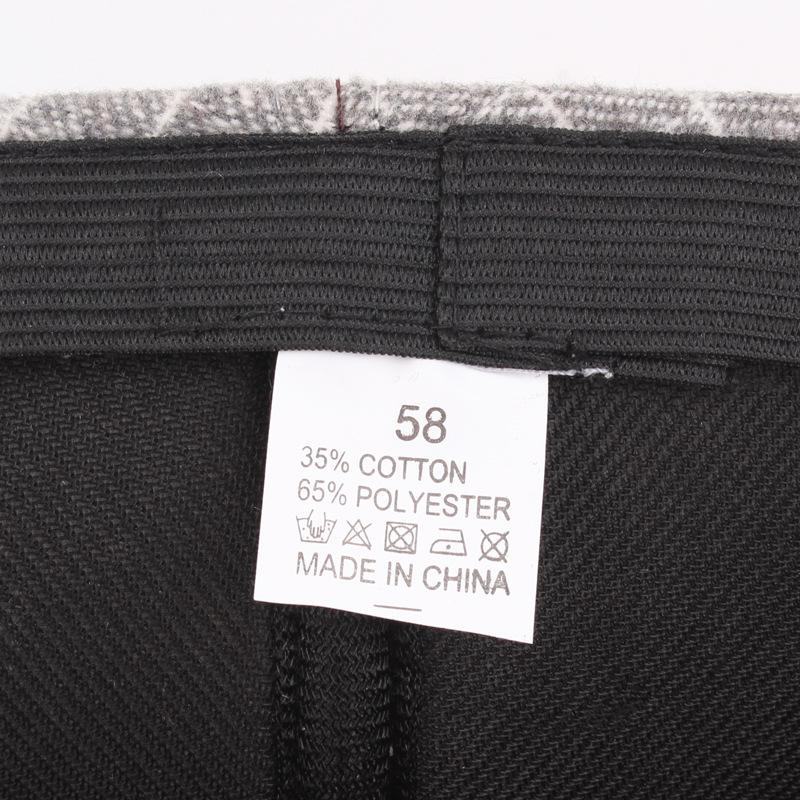 58
35% COTTON
65% POLYESTER
MADE IN CHINA